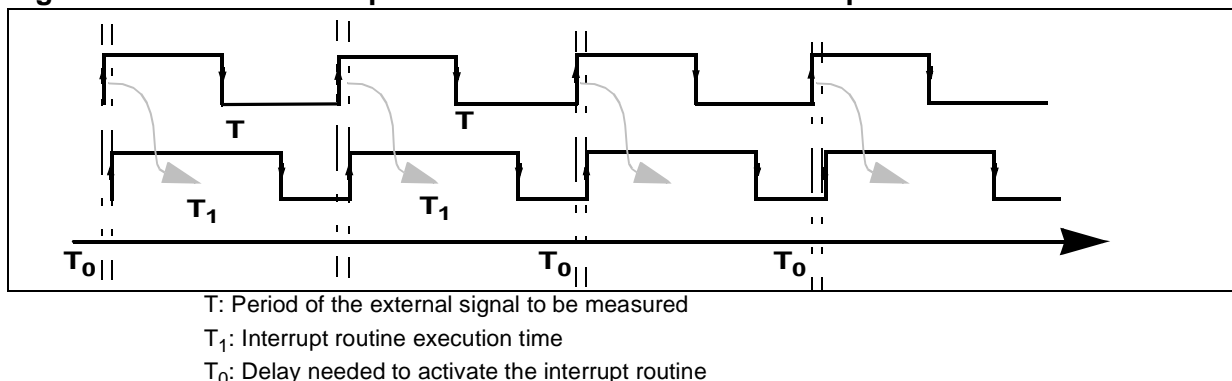 T T
T₁ T₁
T₀ T₀ T₀
T: Period of the external signal to be measured
T₁: Interrupt routine execution time
T₀: Delay needed to activate the interrupt routine